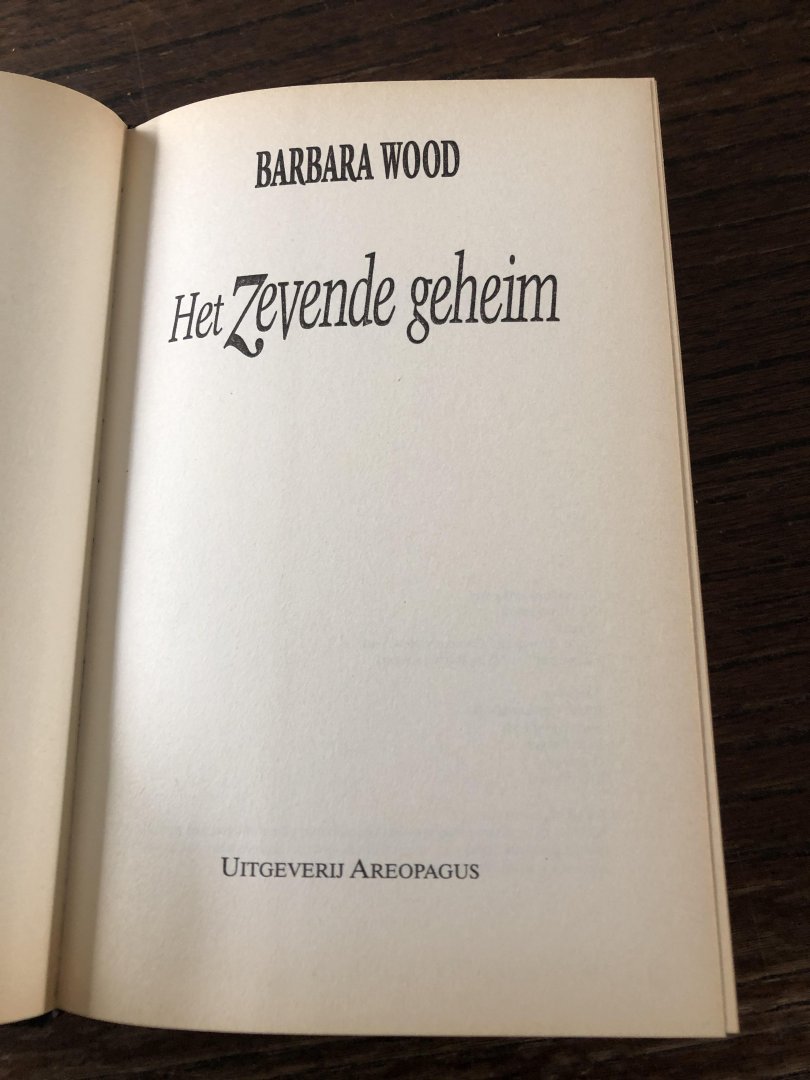 BARBARA WOOD
Het Zevende geheim
UITGEVERIJ AREOPAGUS